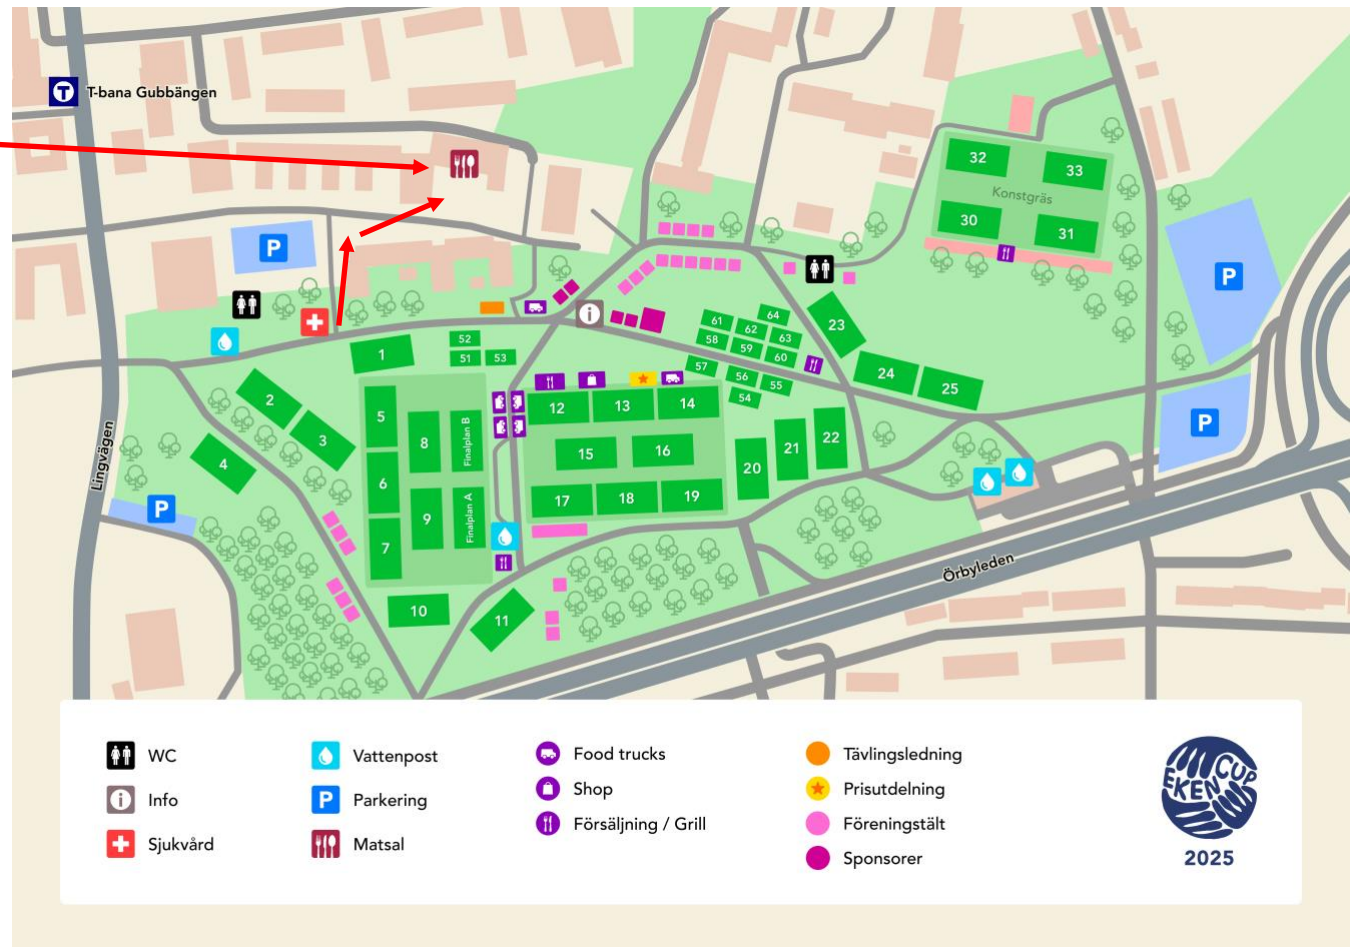 T-bana Gubbängen
32
33
Konstgräs
30
31
P
P
i
64
61
62
63
23
58
59
60
52
1
51
53
57
56
55
54
24
25
2
5
12
13
14
P
3
8
Finalplan B
15
16
21
22
4
6
20
Lingvägen
P
9
Finalplan A
17
18
19
7
Örbyleden
10
11
WC
Vattenpost
Food trucks
Tävlingsledning
Info
Parkering
Shop
Prisutdelning
Sjukvård
Matsal
Försäljning / Grill
Föreningstält
Sponsorer
EKEN CUP
2025